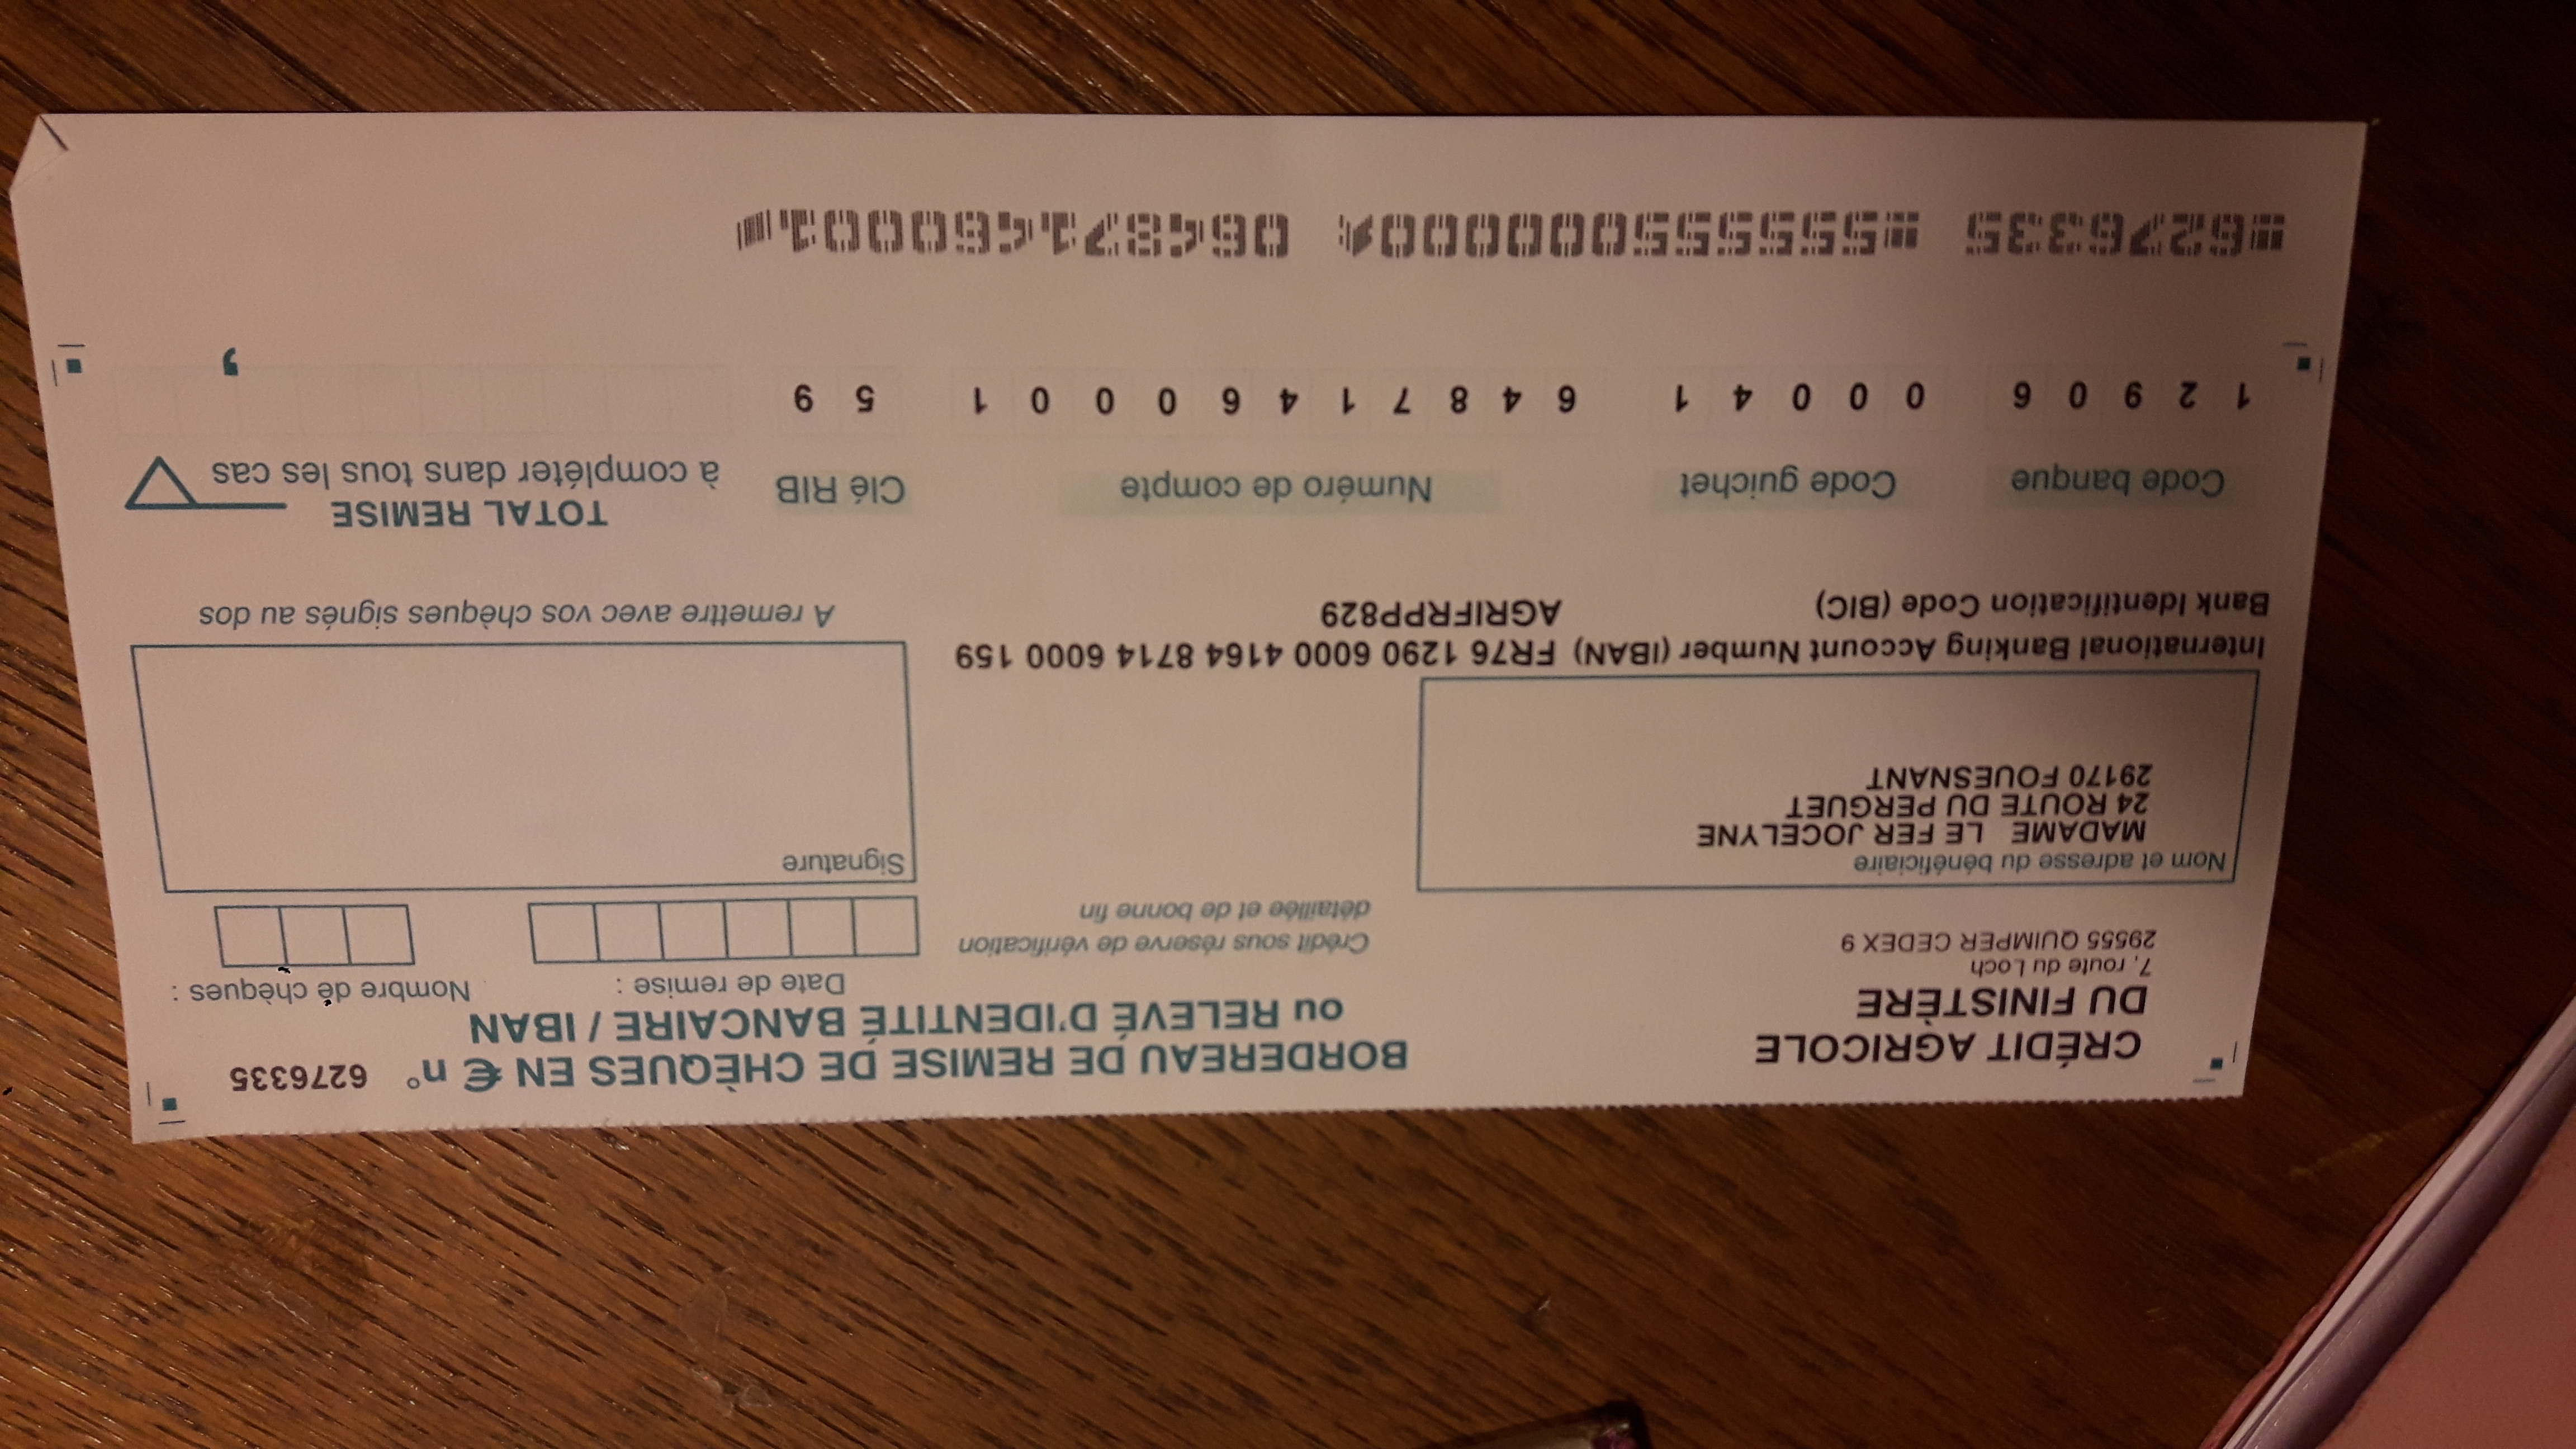 CRÉDIT AGRICOLE
DU FINISTÈRE
7, route du Loch
29555 QUIMPER CEDEX 9
BORDEREAU DE REMISE DE CHÈQUES EN € n° 6276335
ou RELEVÉ D'IDENTITÉ BANCAIRE / IBAN
Date de remise :
Nombre de chèques :
Crédit sous réserve de vérification
détaillée et de bonne fin
Nom et adresse du bénéficiaire
MADAME LE FER JOCELYNE
24 ROUTE DU PERGUET
29170 FOUESNANT
Signature
International Banking Account Number (IBAN) FR76 1290 6000 4164 8714 6000 159
Bank Identification Code (BIC) AGRIFRPP829
A remettre avec vos chèques signés au dos
TOTAL REMISE
à compléter dans tous les cas
Code banque Code guichet Numéro de compte Clé RIB
1 2 9 0 6 0 0 0 4 1 6 4 8 7 1 4 6 0 0 0 1 5 9 ,
6276335 555555000000 064871460001